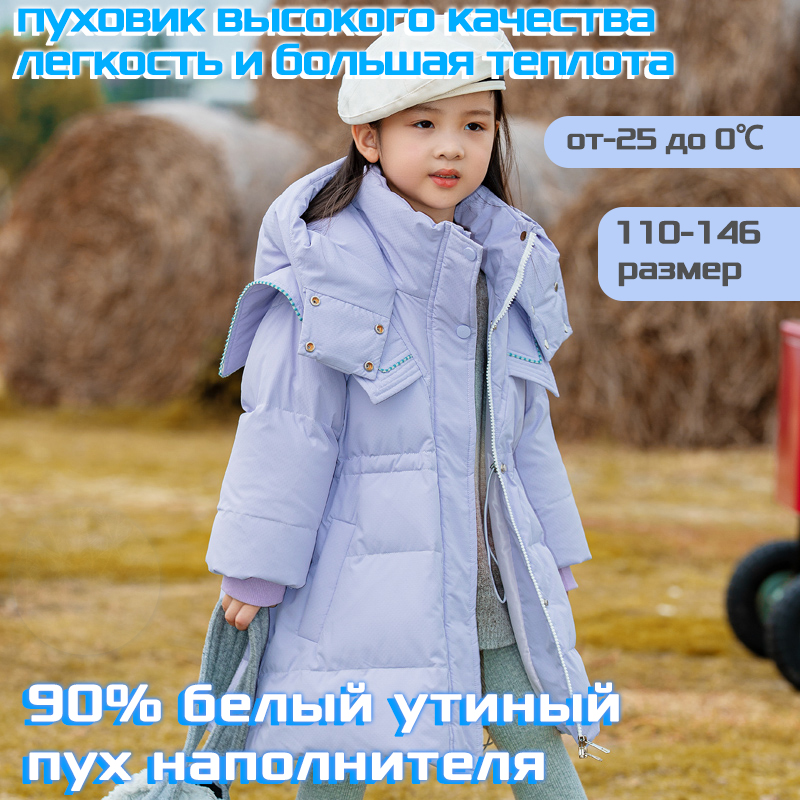 пуховик высокого качества
легкость и большая теплота
от-25 до 0℃
110-146
размер
90% белый утиный
пух наполнителя